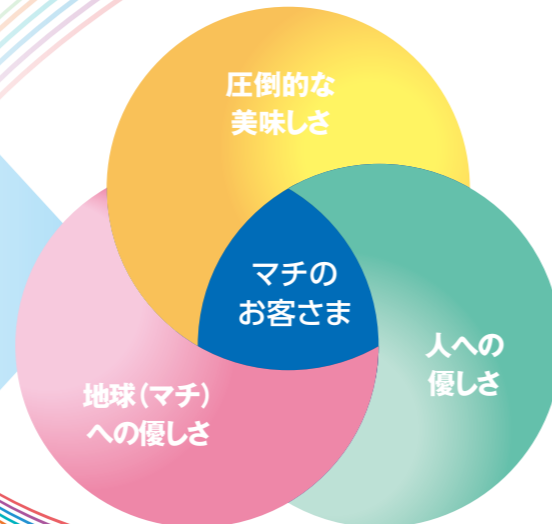 圧倒的な
美味しさ
マチの
お客さま
人への
優しさ
地球（マチ）
への優しさ